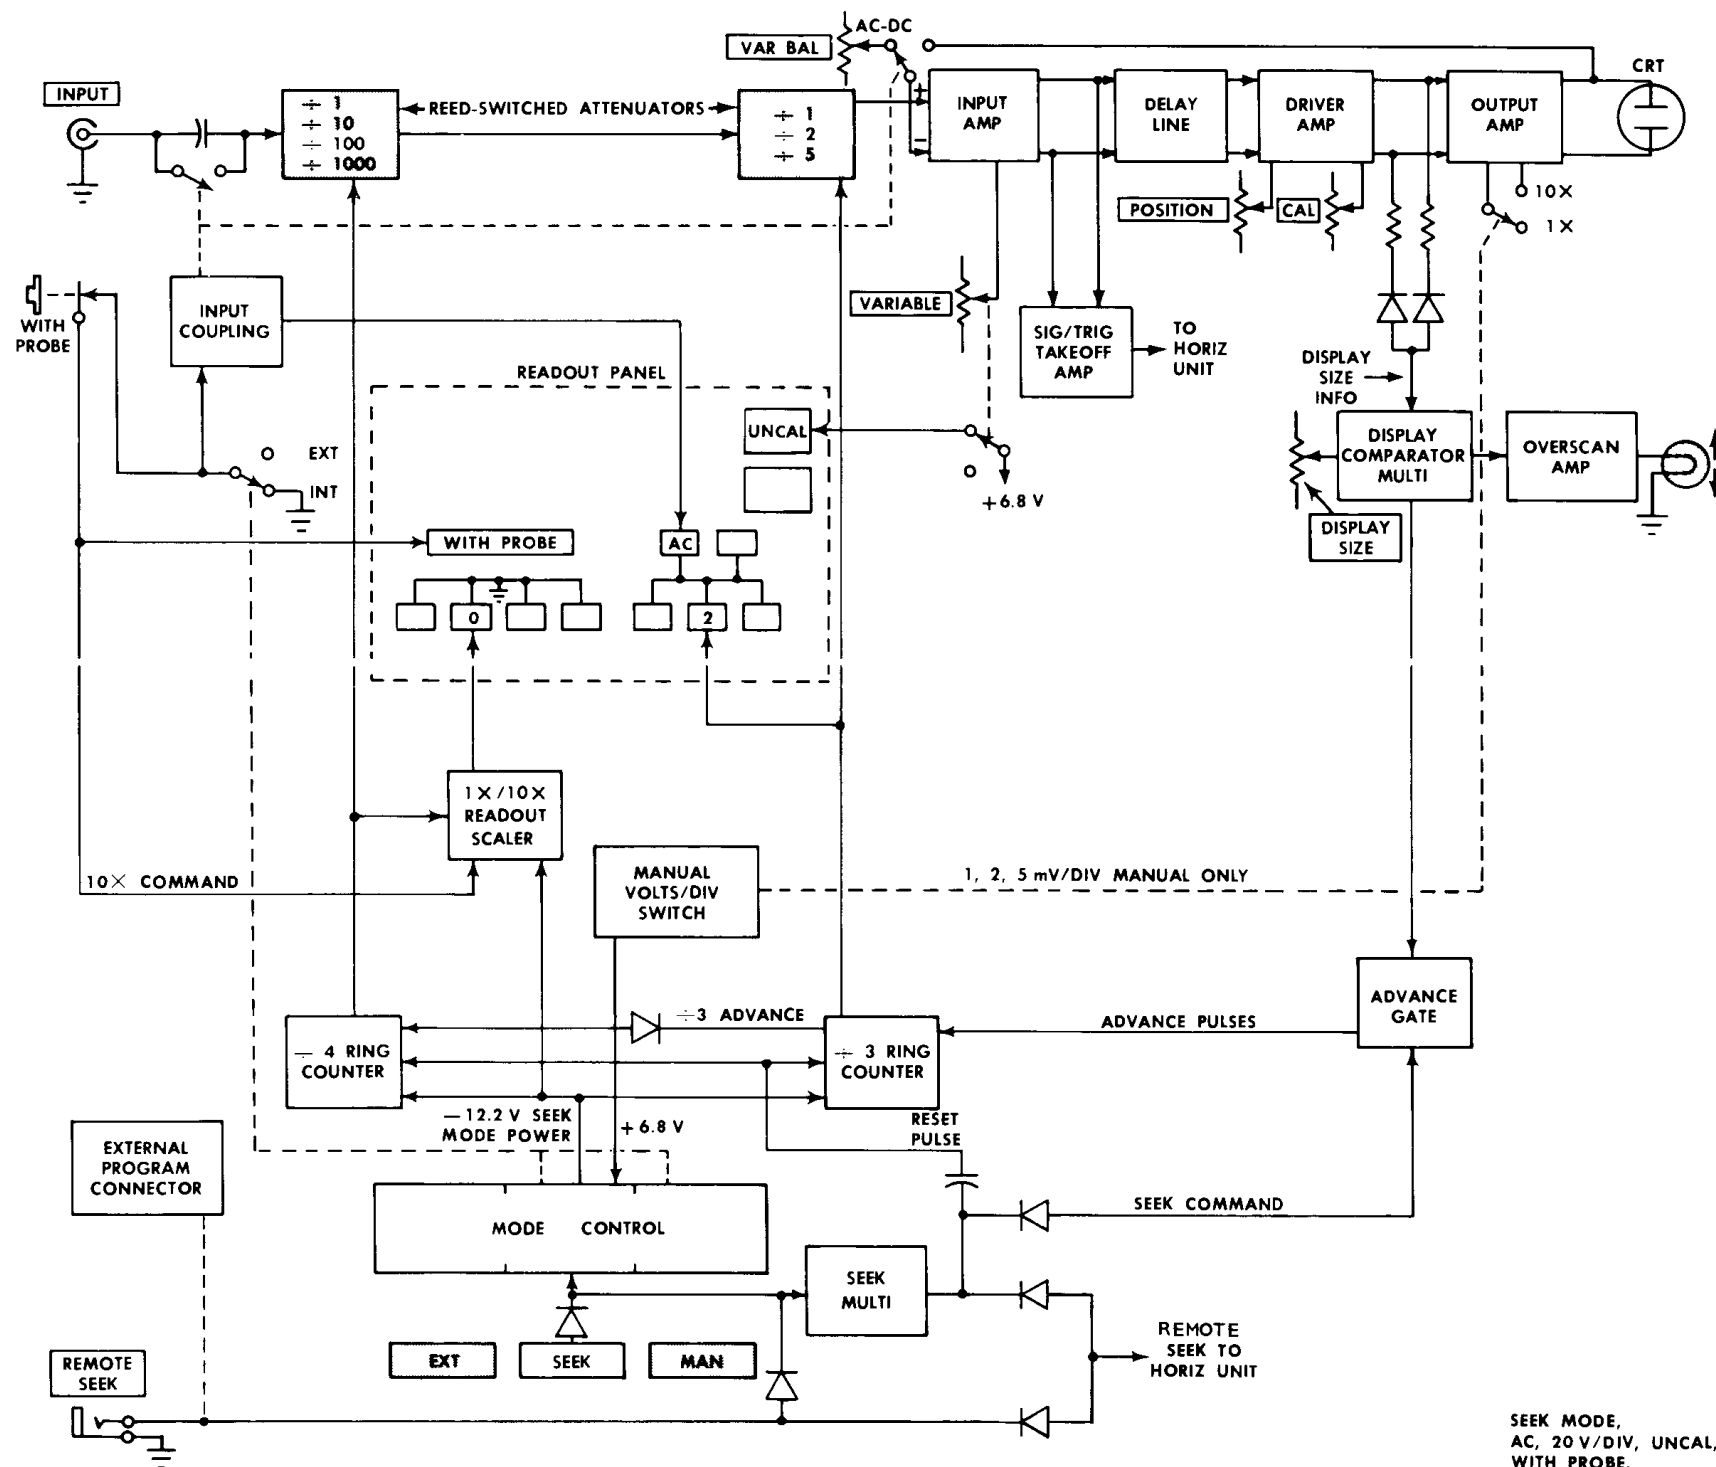 AC-DC
VAR BAL
CRT
INPUT
÷ 1
÷ 10
÷ 100
÷ 1000
REED-SWITCHED ATTENUATORS
÷ 1
÷ 2
÷ 5
+
−
INPUT
AMP
DELAY
LINE
DRIVER
AMP
OUTPUT
AMP
10X
1X
POSITION
CAL
WITH
PROBE
INPUT
COUPLING
VARIABLE
SIG/TRIG
TAKEOFF
AMP
TO
HORIZ
UNIT
DISPLAY
SIZE
INFO
READOUT PANEL
UNCAL
+6.8 V
EXT
INT
DISPLAY
COMPARATOR
MULTI
OVERSCAN
AMP
DISPLAY
SIZE
WITH PROBE
AC
0
2
1X/10X
READOUT
SCALER
10X COMMAND
MANUAL
VOLTS/DIV
SWITCH
1, 2, 5 mV/DIV MANUAL ONLY
ADVANCE
GATE
÷3 ADVANCE
ADVANCE PULSES
÷ 4 RING
COUNTER
÷ 3 RING
COUNTER
−12.2 V SEEK
MODE POWER
+6.8 V
RESET
PULSE
EXTERNAL
PROGRAM
CONNECTOR
MODE CONTROL
SEEK COMMAND
SEEK
MULTI
REMOTE
SEEK TO
HORIZ UNIT
EXT
SEEK
MAN
REMOTE
SEEK
SEEK MODE,
AC, 20 V/DIV, UNCAL,
WITH PROBE.